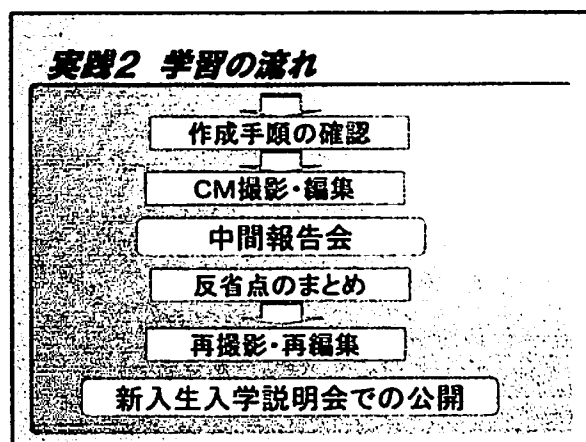 実践2 学習の流れ
作成手順の確認
CM撮影・編集
中間報告会
反省点のまとめ
再撮影・再編集
新入生入学説明会での公開